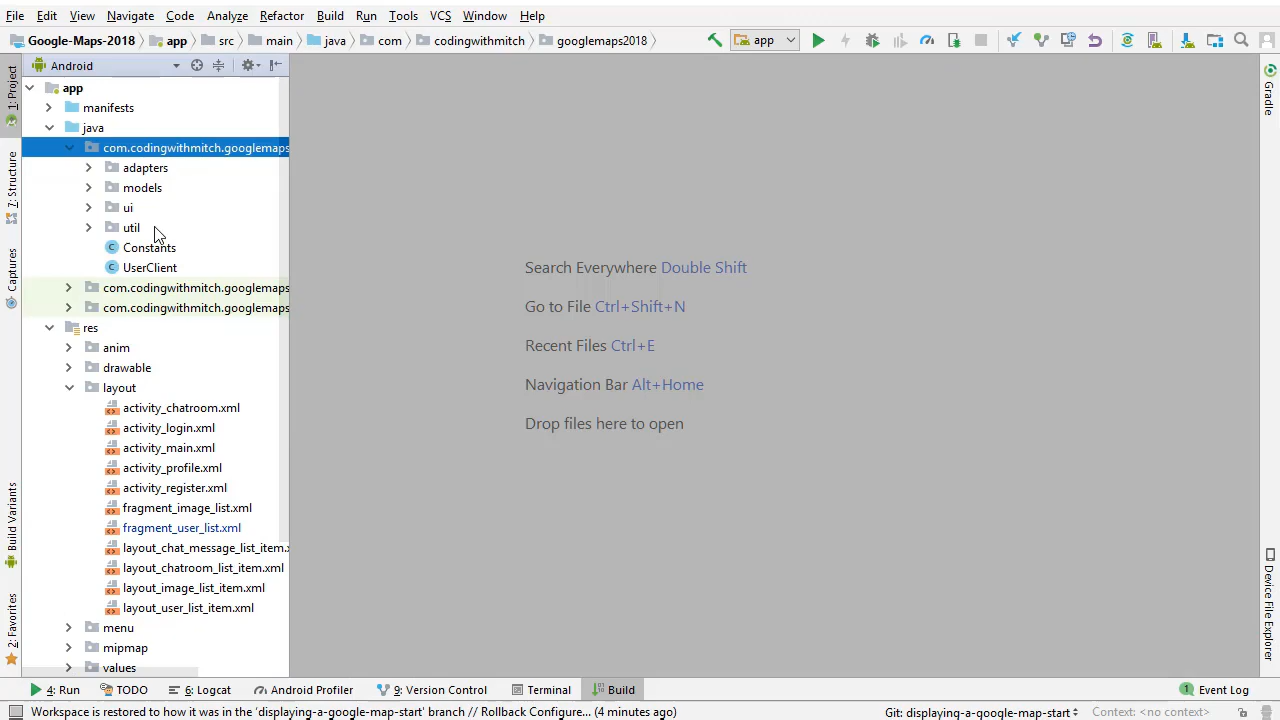 File Edit View Navigate Code Analyze Refactor Build Run Tools VCS Window Help
Google-Maps-2018 app src main java com codingwithmitch googlemaps2018 app
Android
app
manifests
java
com.codingwithmitch.googlemaps
adapters
models
ui
util
Constants
UserClient
com.codingwithmitch.googlemaps
com.codingwithmitch.googlemaps
res
anim
drawable
layout
activity_chatroom.xml
activity_login.xml
activity_main.xml
activity_profile.xml
activity_register.xml
fragment_image_list.xml
fragment_user_list.xml
layout_chat_message_list_item.x
layout_chatroom_list_item.xml
layout_image_list_item.xml
layout_user_list_item.xml
menu
mipmap
values
1: Project
7: Structure
Captures
Build Variants
2: Favorites
Search Everywhere Double Shift
Go to File Ctrl+Shift+N
Recent Files Ctrl+E
Navigation Bar Alt+Home
Drop files here to open
Gradle
Device File Explorer
4: Run TODO 6: Logcat Android Profiler 9: Version Control Terminal Build 1 Event Log
Workspace is restored to how it was in the 'displaying-a-google-map-start' branch // Rollback Configure... (4 minutes ago) Git: displaying-a-google-map-start Context: <no context>